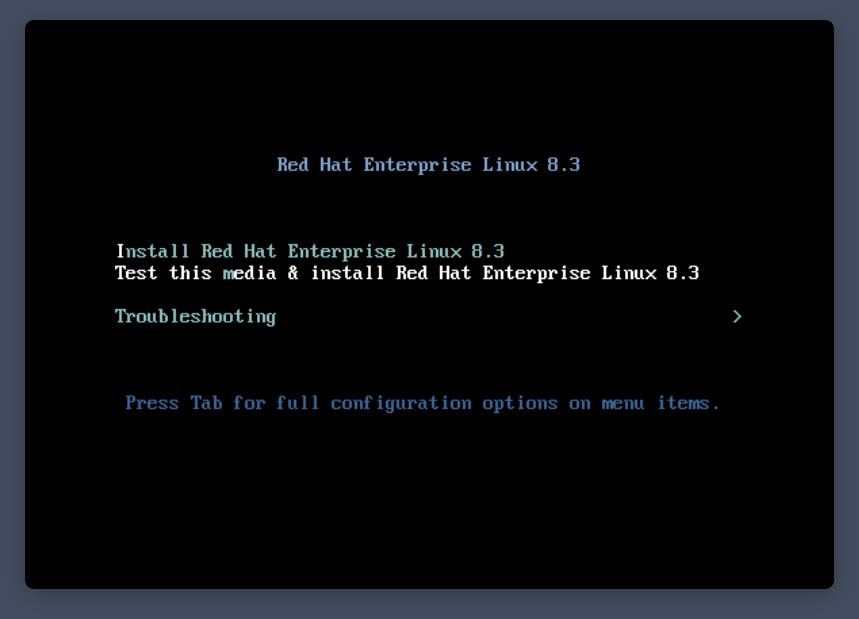 Red Hat Enterprise Linux 8.3
Install Red Hat Enterprise Linux 8.3
Test this media & install Red Hat Enterprise Linux 8.3
Troubleshooting >
Press Tab for full configuration options on menu items.